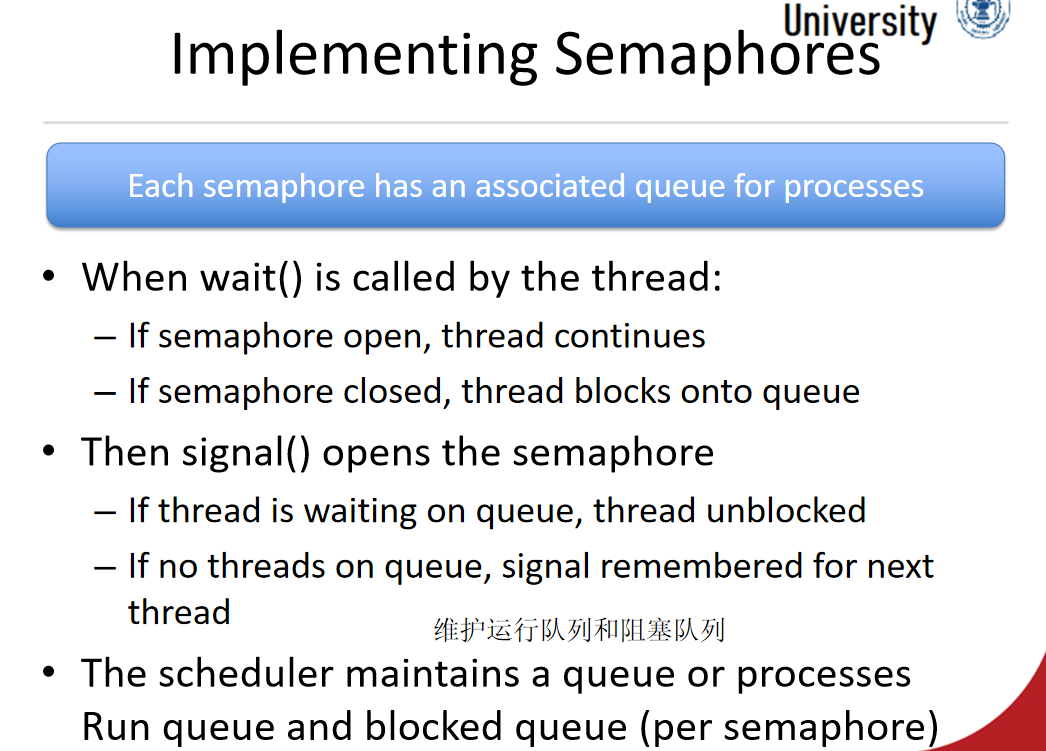 University
Implementing Semaphores
Each semaphore has an associated queue for processes
• When wait() is called by the thread:
– If semaphore open, thread continues
– If semaphore closed, thread blocks onto queue
• Then signal() opens the semaphore
– If thread is waiting on queue, thread unblocked
– If no threads on queue, signal remembered for next
thread
维护运行队列和阻塞队列
• The scheduler maintains a queue or processes
Run queue and blocked queue (per semaphore)